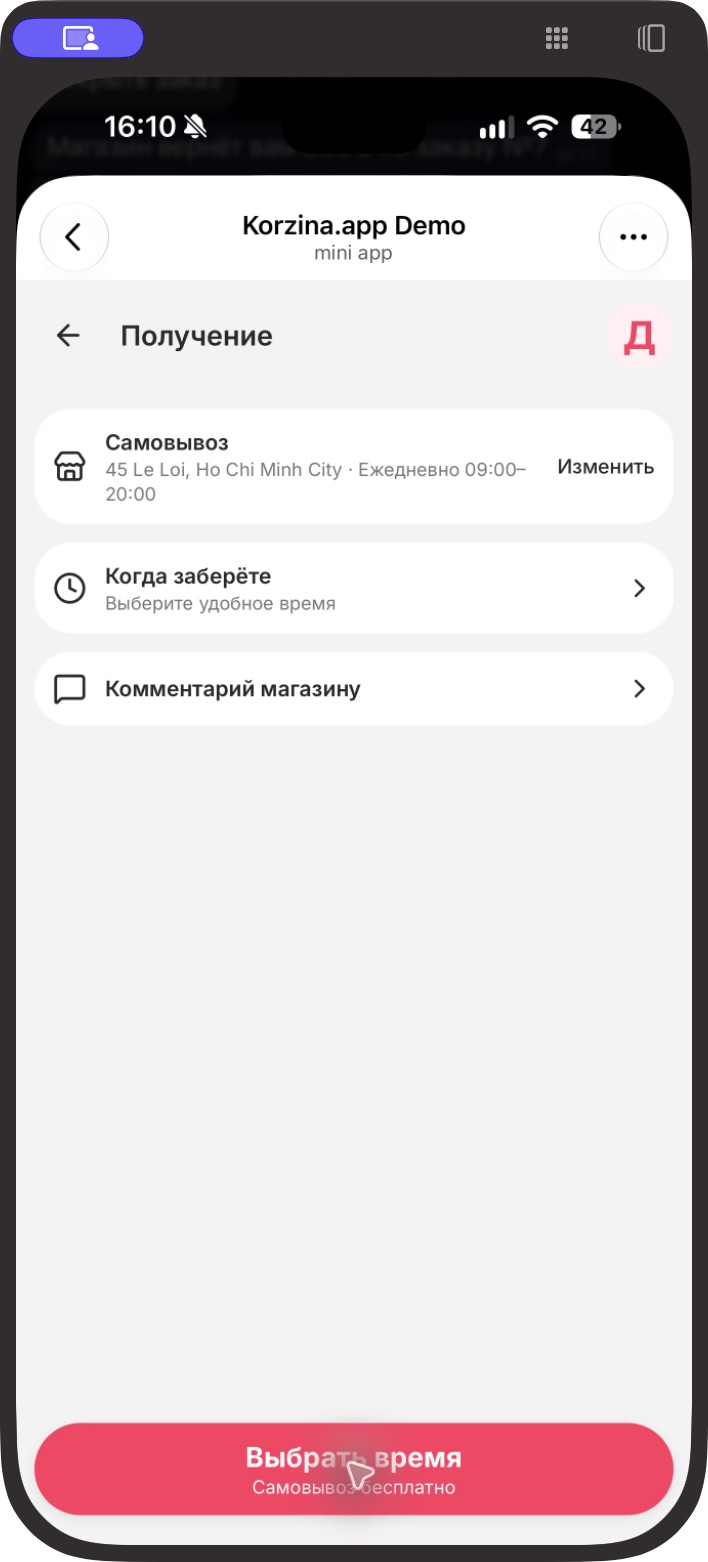 16:10
42
Korzina.app Demo
mini app
Получение
Д
Самовывоз
45 Le Loi, Ho Chi Minh City · Ежедневно 09:00–
20:00
Изменить
Когда заберёте
Выберите удобное время
Комментарий магазину
Выбрать время
Самовывоз бесплатно